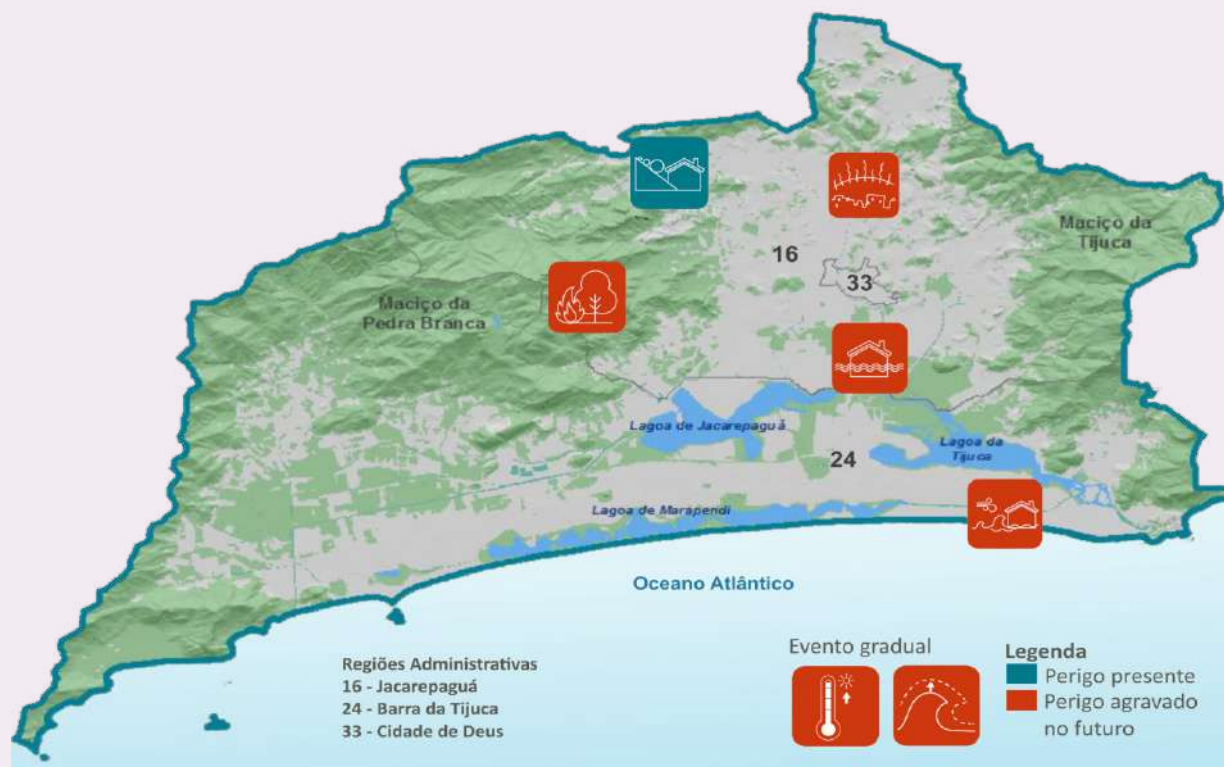 16
Maciço da
Tijuca
33
Maciço da
Pedra Branca
Lagoa de Jacarepaguá
24
Lagoa da
Tijuca
Lagoa de Marapendi
Oceano Atlântico
Regiões Administrativas
16 - Jacarepaguá
24 - Barra da Tijuca
33 - Cidade de Deus
Evento gradual
Legenda
Perigo presente
Perigo agravado
no futuro